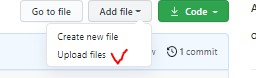 Go to file Add file Code
Create new file
Upload files
1 commit